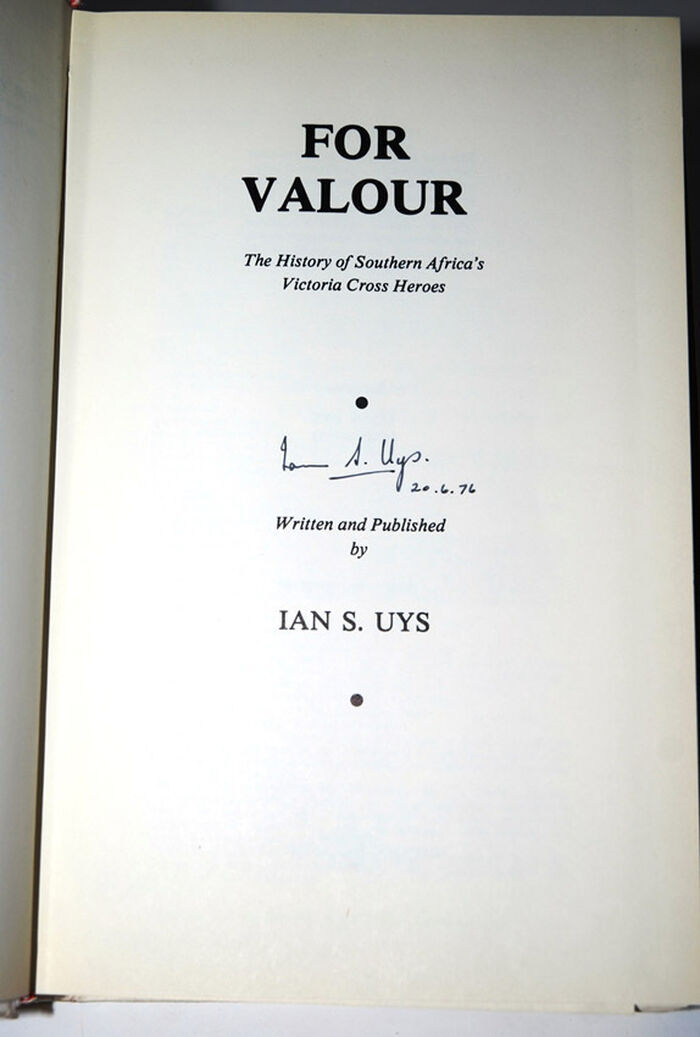 FOR
VALOUR
The History of Southern Africa's
Victoria Cross Heroes
Ian S. Uys.
20.6.76
Written and Published
by
IAN S. UYS